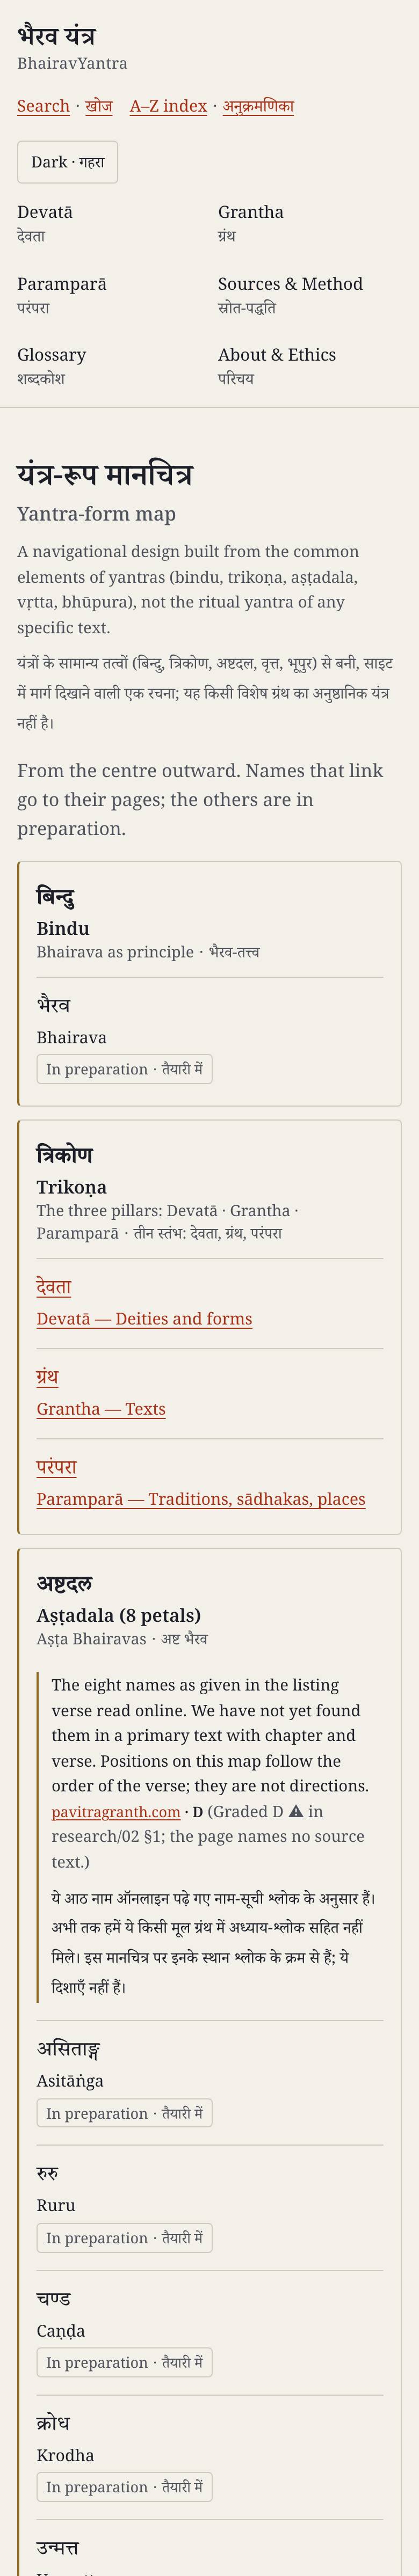 भैरव यंत्र
BhairavYantra
Search · खोज A–Z index · अनुक्रमणिका
Dark · गहरा
Devatā
देवता
Grantha
ग्रंथ
Paramparā
परंपरा
Sources & Method
स्रोत-पद्धति
Glossary
शब्दकोश
About & Ethics
परिचय
यंत्र-रूप मानचित्र
Yantra-form map
A navigational design built from the common
elements of yantras (bindu, trikoṇa, aṣṭadala,
vṛtta, bhūpura), not the ritual yantra of any
specific text.
यंत्रों के सामान्य तत्वों (बिन्दु, त्रिकोण, अष्टदल, वृत्त, भूपुर) से बनी, साइट
में मार्ग दिखाने वाली एक रचना; यह किसी विशेष ग्रंथ का अनुष्ठानिक यंत्र
नहीं है।
From the centre outward. Names that link
go to their pages; the others are in
preparation.
बिन्दु
Bindu
Bhairava as principle · भैरव-तत्त्व
भैरव
Bhairava
In preparation · तैयारी में
त्रिकोण
Trikoṇa
The three pillars: Devatā · Grantha ·
Paramparā · तीन स्तंभ: देवता, ग्रंथ, परंपरा
देवता
Devatā — Deities and forms
ग्रंथ
Grantha — Texts
परंपरा
Paramparā — Traditions, sādhakas, places
अष्टदल
Aṣṭadala (8 petals)
Aṣṭa Bhairavas · अष्ट भैरव
The eight names as given in the listing
verse read online. We have not yet found
them in a primary text with chapter and
verse. Positions on this map follow the
order of the verse; they are not directions.
pavitragranth.com · D (Graded D ⚠ in
research/02 §1; the page names no source
text.)
ये आठ नाम ऑनलाइन पढ़े गए नाम-सूची श्लोक के अनुसार हैं।
अभी तक हमें ये किसी मूल ग्रंथ में अध्याय-श्लोक सहित नहीं
मिले। इस मानचित्र पर इनके स्थान श्लोक के क्रम से हैं; ये
दिशाएँ नहीं हैं।
असिताङ्ग
Asitāṅga
In preparation · तैयारी में
रुरु
Ruru
In preparation · तैयारी में
चण्ड
Caṇḍa
In preparation · तैयारी में
क्रोध
Krodha
In preparation · तैयारी में
उन्मत्त